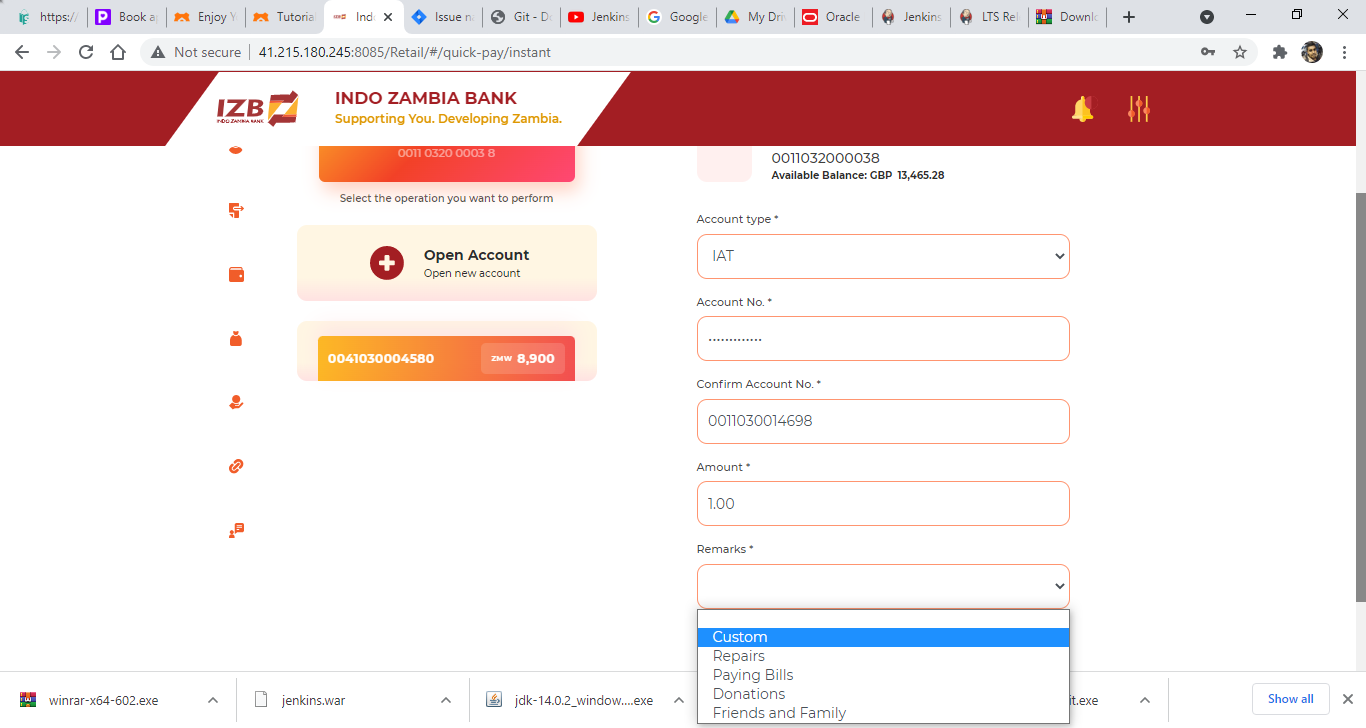 https:/
Book a
Enjoy Y
Tutoria
Indo
Issue na
Git - D
Jenkins
Google
My Dri
Oracle
Jenkins
LTS Rel
Downlo
Not secure
41.215.180.245:8085/Retail/#/quick-pay/instant
IZB
INDO ZAMBIA BANK
INDO ZAMBIA BANK
Supporting You. Developing Zambia.
0011 0320 0003 8
Select the operation you want to perform
Open Account
Open new account
0041030004580
ZMW 8,900
0011032000038
Available Balance: GBP 13,465.28
Account type *
IAT
Account No. *
Confirm Account No. *
0011030014698
Amount *
1.00
Remarks *
Custom
Repairs
Paying Bills
Donations
Friends and Family
winrar-x64-602.exe
jenkins.war
jdk-14.0.2_window....exe
it.exe
Show all